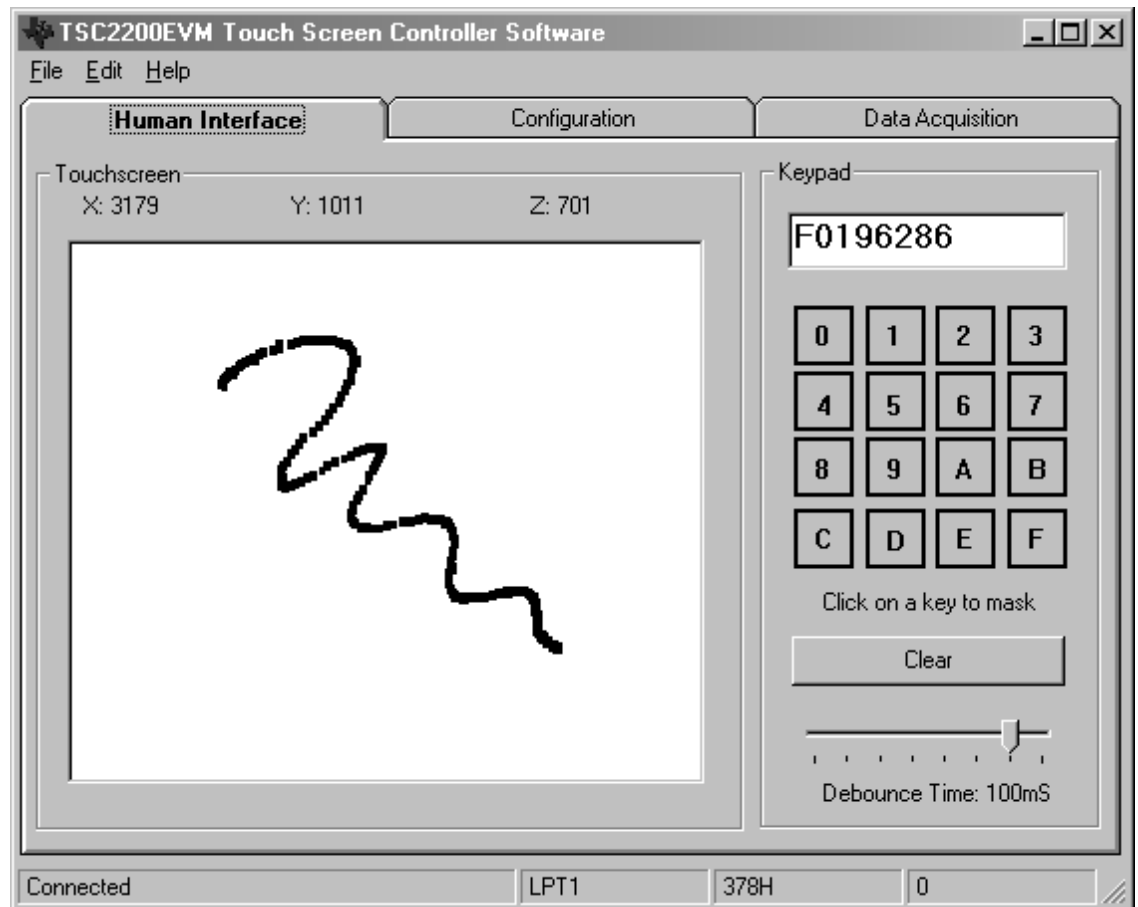 TSC2200EVM Touch Screen Controller Software
File Edit Help
Human Interface Configuration Data Acquisition
Touchscreen
X: 3179 Y: 1011 Z: 701
Keypad
F0196286
0 1 2 3
4 5 6 7
8 9 A B
C D E F
Click on a key to mask
Clear
Debounce Time: 100mS
Connected LPT1 378H 0